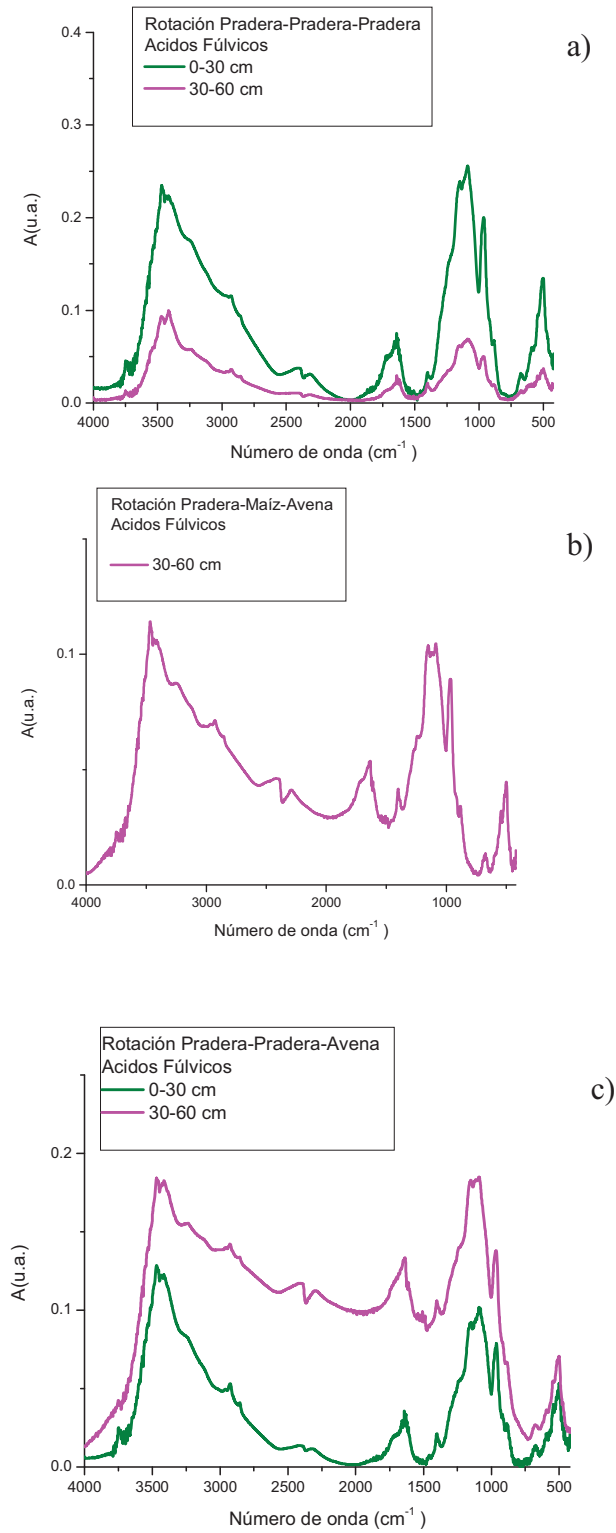 Rotación Pradera-Pradera-Pradera
Acidos Fúlvicos
0-30 cm
30-60 cm
a)
0.4
0.3
0.2
0.1
0.0
A(u.a.)
4000 3500 3000 2500 2000 1500 1000 500
Número de onda (cm-1 )
Rotación Pradera-Maíz-Avena
Acidos Fúlvicos
30-60 cm
b)
0.1
0.0
A(u.a.)
4000 3000 2000 1000
Número de onda (cm-1 )
Rotación Pradera-Pradera-Avena
Acidos Fúlvicos
0-30 cm
30-60 cm
c)
0.2
0.1
0.0
A(u.a.)
4000 3500 3000 2500 2000 1500 1000 500
Número de onda (cm-1 )